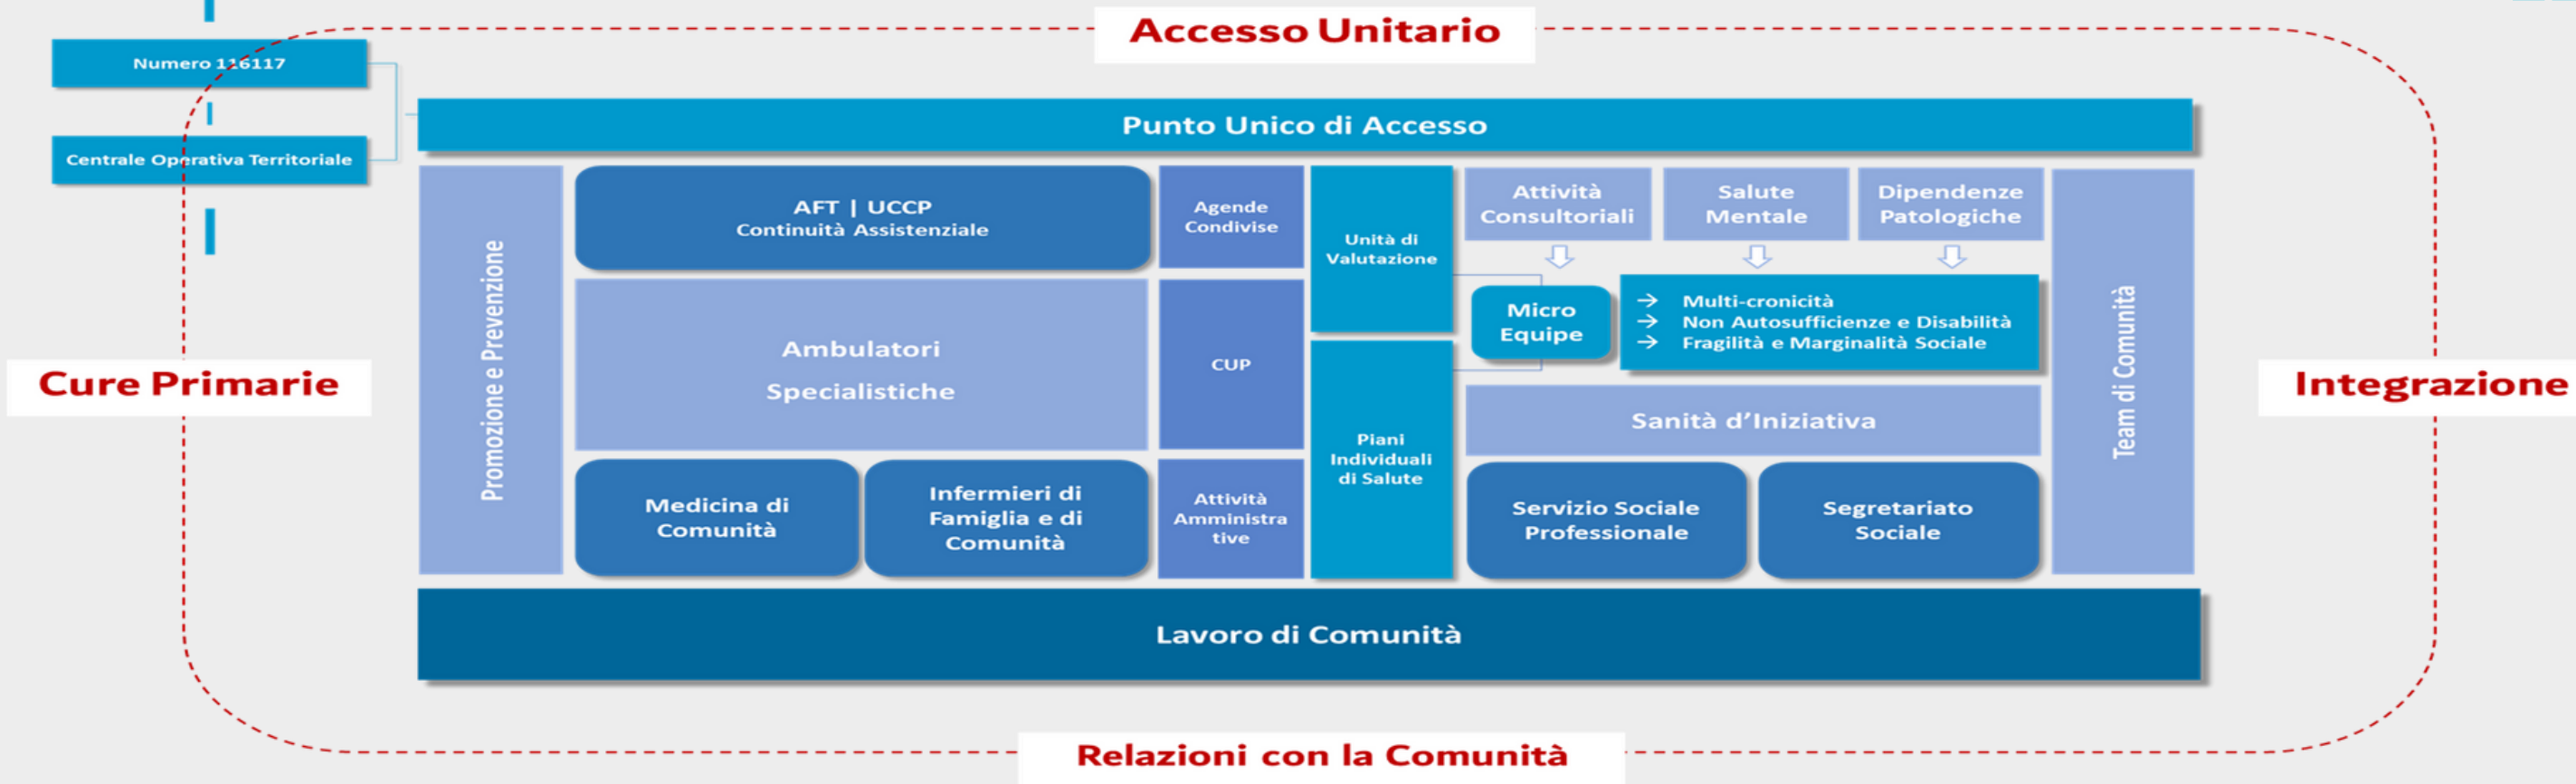 Accesso Unitario
Numero 116117
Centrale Operativa Territoriale
Punto Unico di Accesso
Promozione e Prevenzione
AFT | UCCP
Continuità Assistenziale
Ambulatori
Specialistiche
Medicina di
Comunità
Infermieri di
Famiglia e di
Comunità
Agende
Condivise
CUP
Attività
Amministra
tive
Unità di
Valutazione
Piani
Individuali
di Salute
Attività
Consultoriali
Salute
Mentale
Dipendenze
Patologiche
Micro
Equipe
→ Multi-cronicità
→ Non Autosufficienze e Disabilità
→ Fragilità e Marginalità Sociale
Sanità d’Iniziativa
Servizio Sociale
Professionale
Segretariato
Sociale
Team di Comunità
Cure Primarie
Integrazione
Lavoro di Comunità
Relazioni con la Comunità